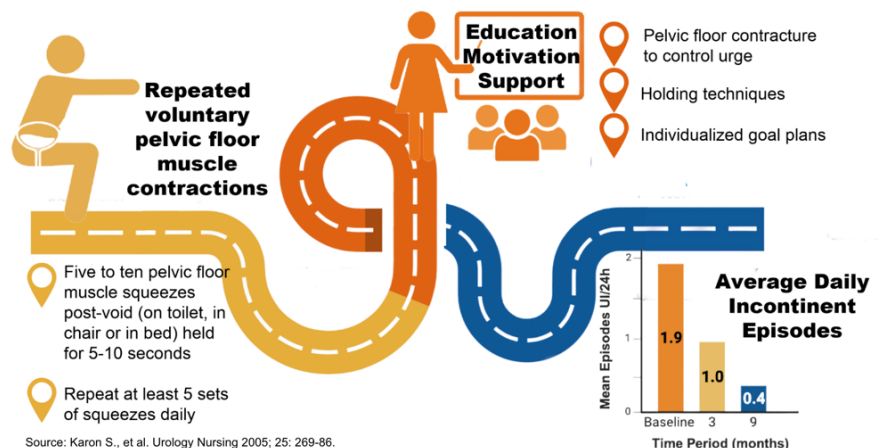 Repeated
voluntary
pelvic floor
muscle
contractions
Five to ten pelvic floor
muscle squeezes
post-void (on toilet, in
chair or in bed) held
for 5-10 seconds
Repeat at least 5 sets
of squeezes daily
Education
Motivation
Support
Pelvic floor contracture
to control urge
Holding techniques
Individualized goal plans
Average Daily
Incontinent
Episodes
Mean Episodes UI/24h
2
1
0
1.9
1.0
0.4
Baseline 3 9
Time Period (months)
Source: Karon S., et al. Urology Nursing 2005; 25: 269-86.